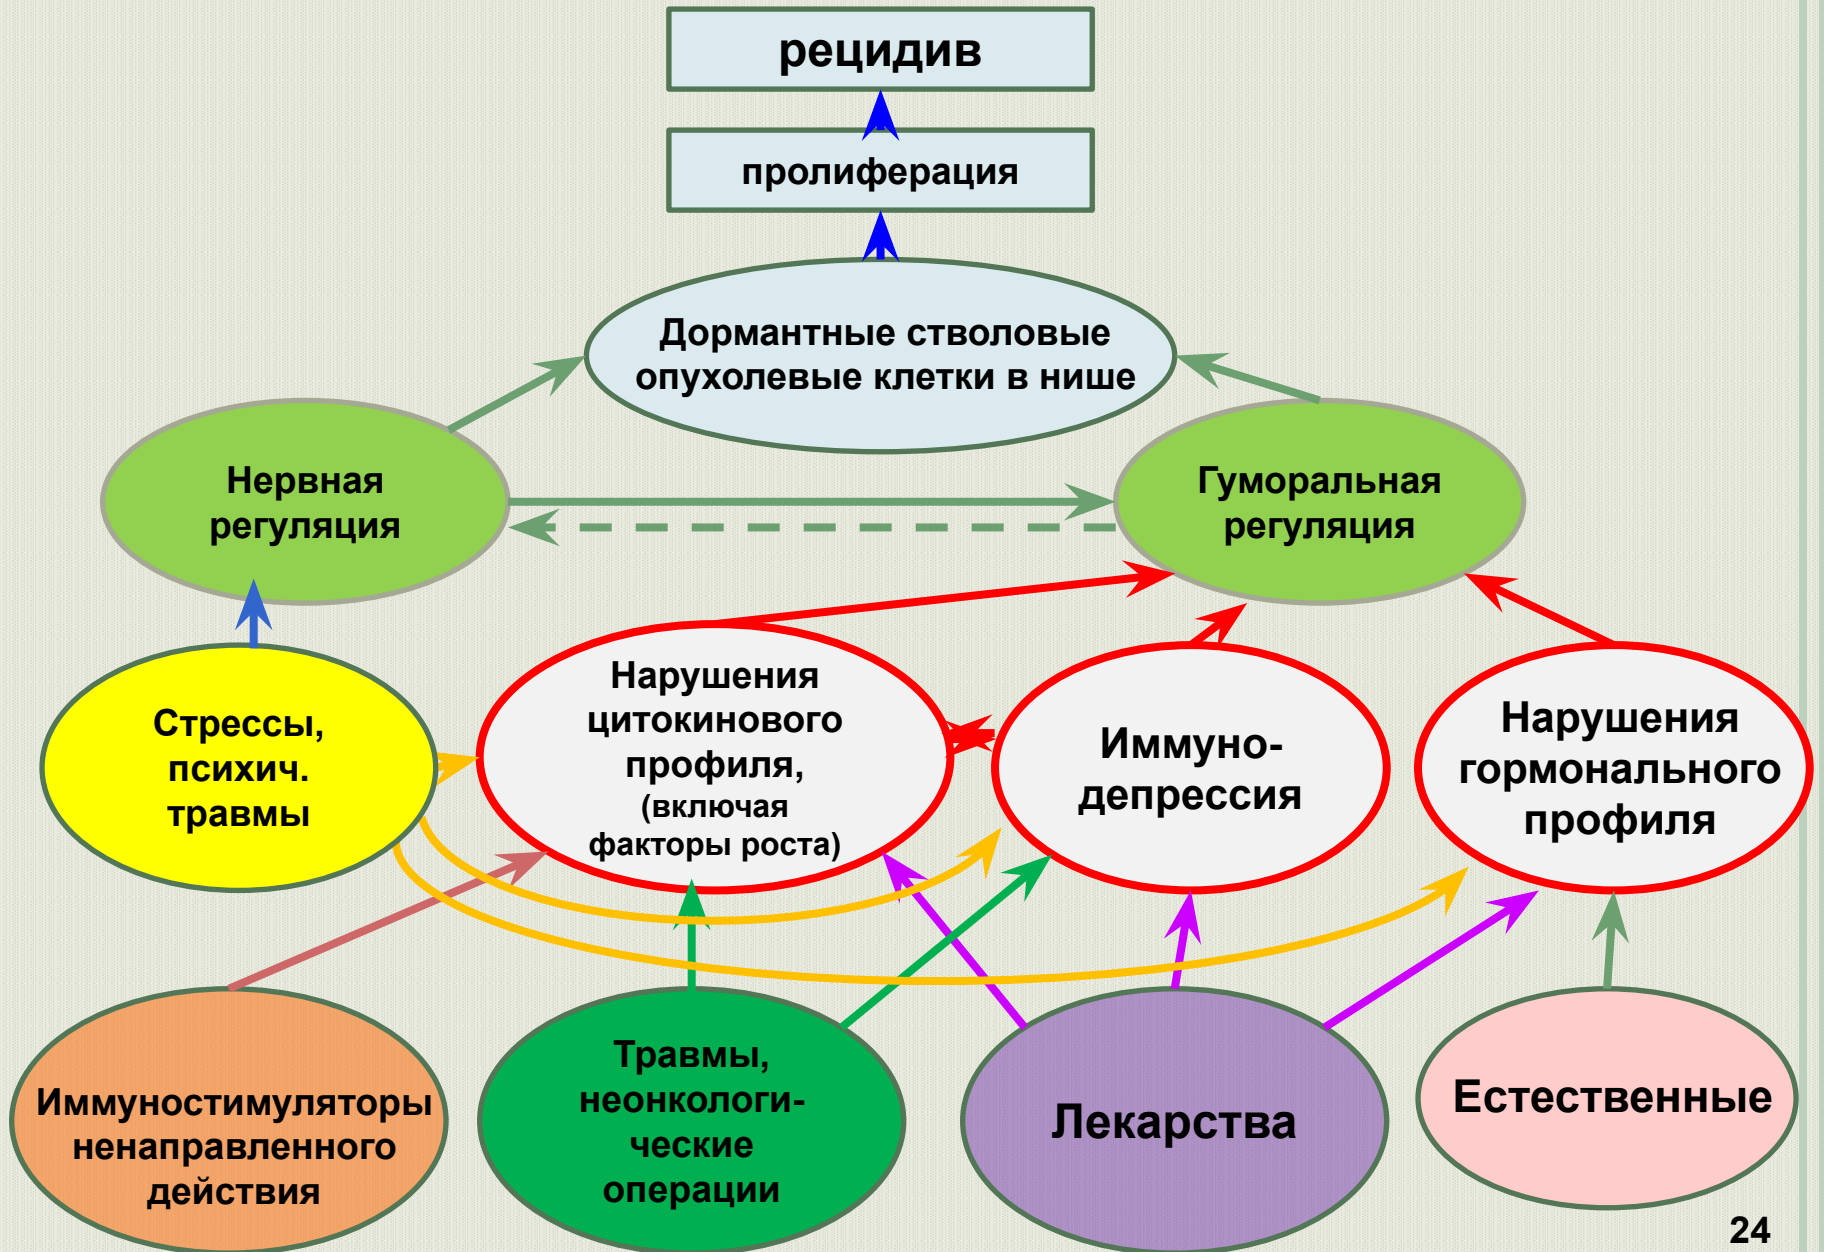 рецидив
пролиферация
Дормантные стволовые
опухолевые клетки в нише
Нервная
регуляция
Гуморальная
регуляция
Стрессы,
психич.
травмы
Нарушения
цитокинового
профиля,
(включая
факторы роста)
Иммуно-
депрессия
Нарушения
гормонального
профиля
Иммуностимуляторы
ненаправленного
действия
Травмы,
неонкологи-
ческие
операции
Лекарства
Естественные
24